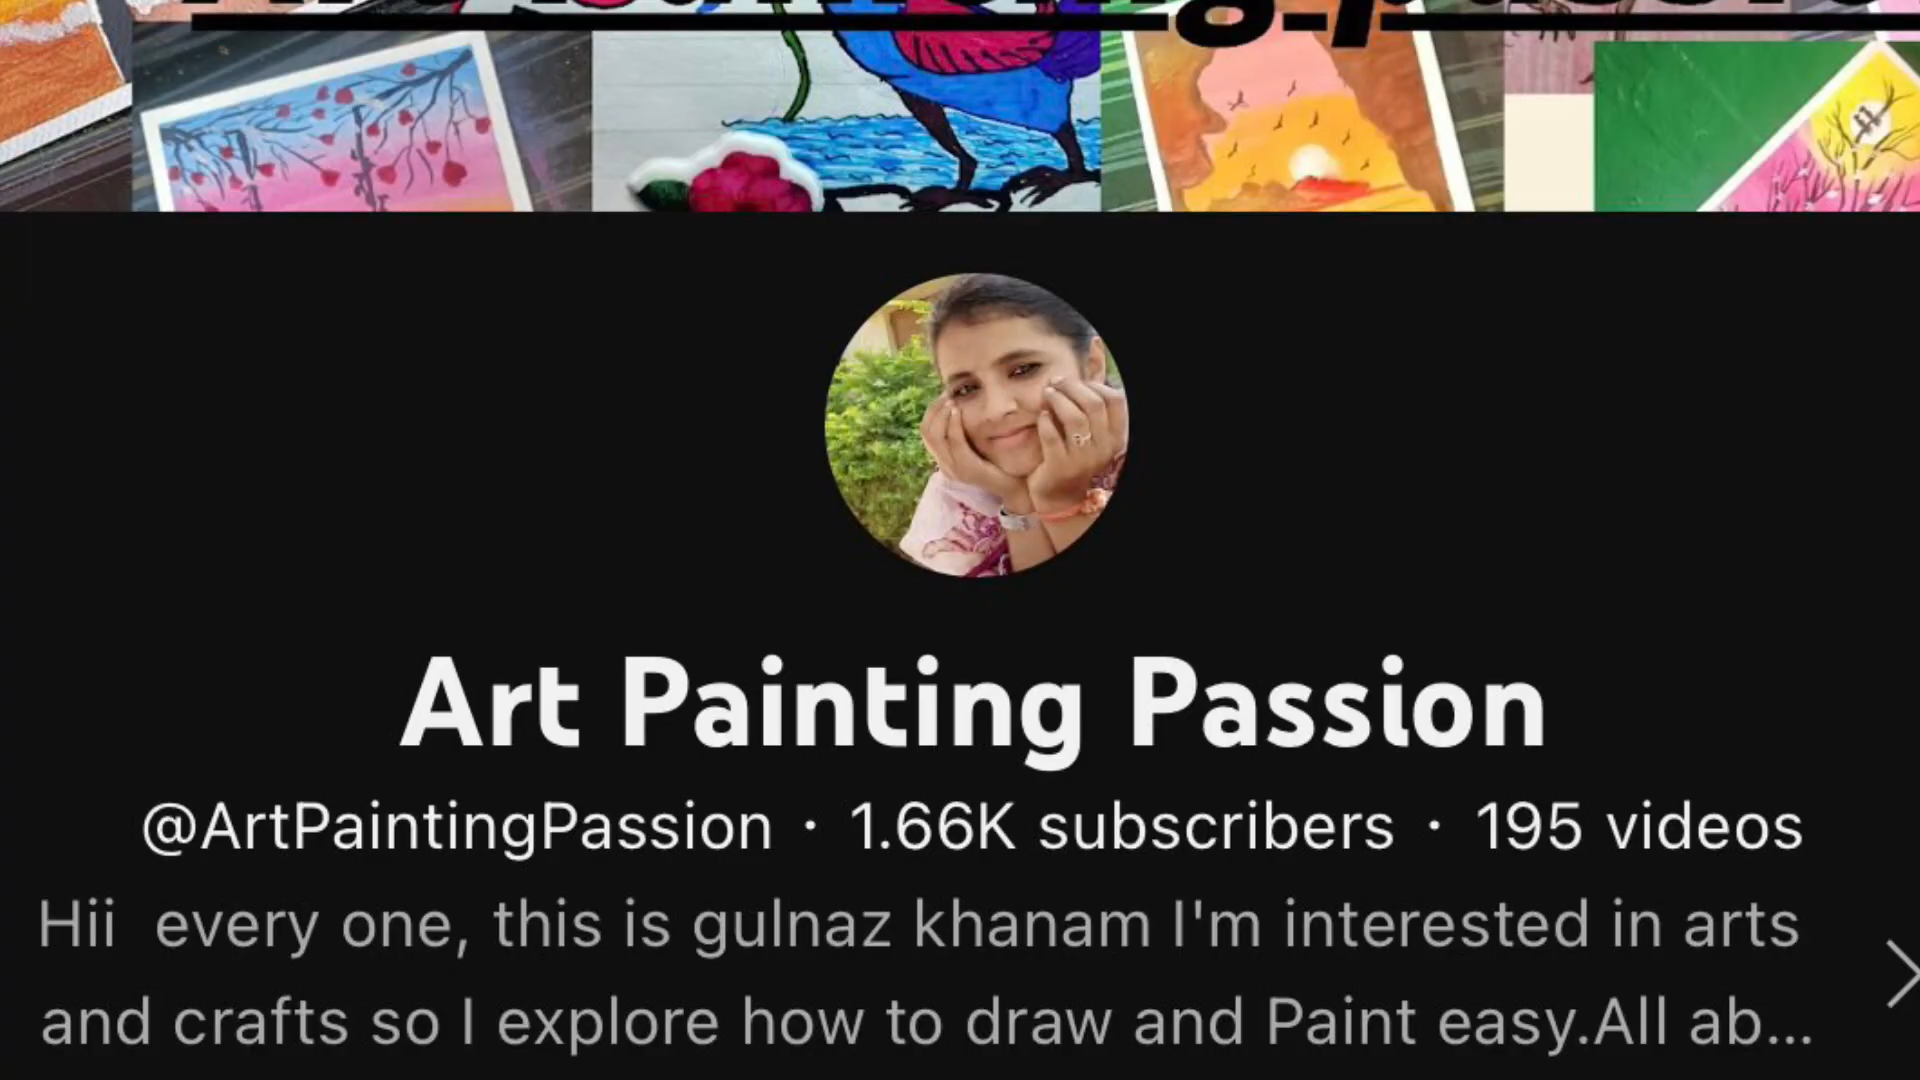 Art Painting Passion
@ArtPaintingPassion · 1.66K subscribers · 195 videos
Hii every one, this is gulnaz khanam I'm interested in arts
and crafts so I explore how to draw and Paint easy.All ab...